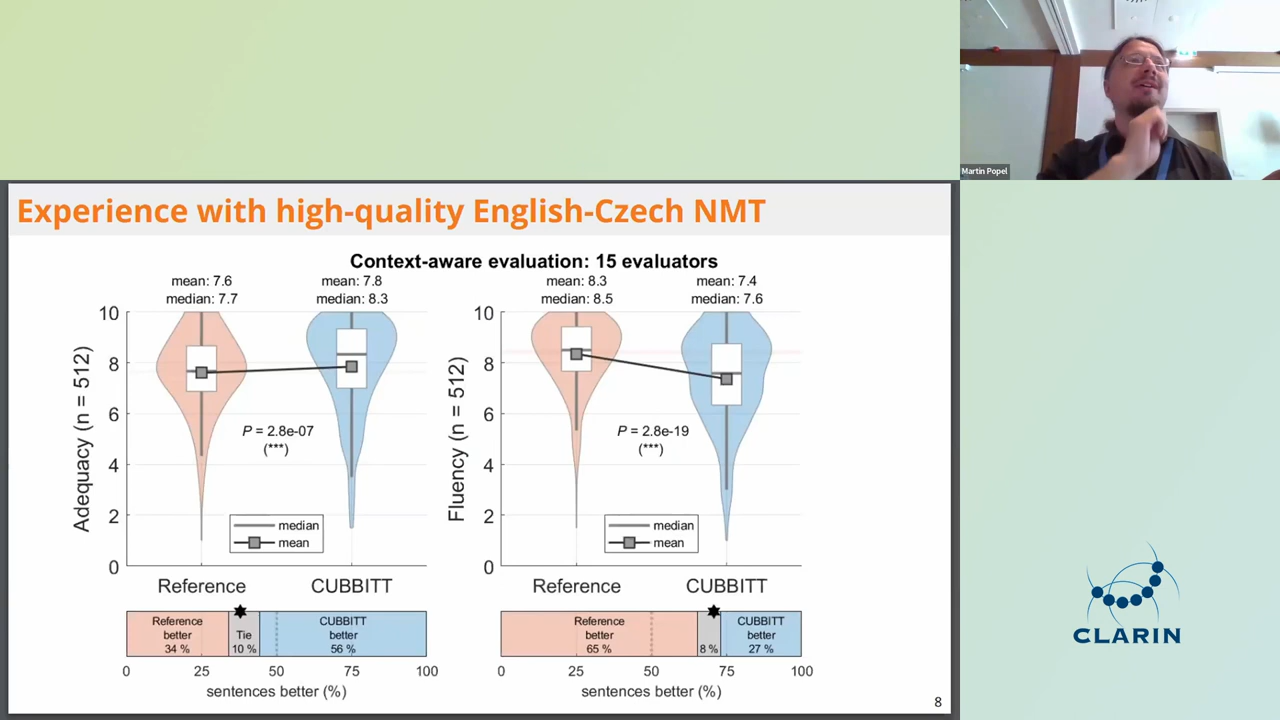 Martin Popel
Experience with high-quality English-Czech NMT
Context-aware evaluation: 15 evaluators
mean: 7.6
median: 7.7
mean: 7.8
median: 8.3
Adequacy (n = 512)
10
8
6
4
2
0
P = 2.8e-07
(***)
median
mean
Reference
CUBBITT
Reference
better
34 %
Tie
10 %
CUBBITT
better
56 %
0
25
50
75
100
sentences better (%)
mean: 8.3
median: 8.5
mean: 7.4
median: 7.6
Fluency (n = 512)
10
8
6
4
2
0
P = 2.8e-19
(***)
median
mean
Reference
CUBBITT
Reference
better
65 %
8 %
CUBBITT
better
27 %
0
25
50
75
100
sentences better (%)
8
CLARIN